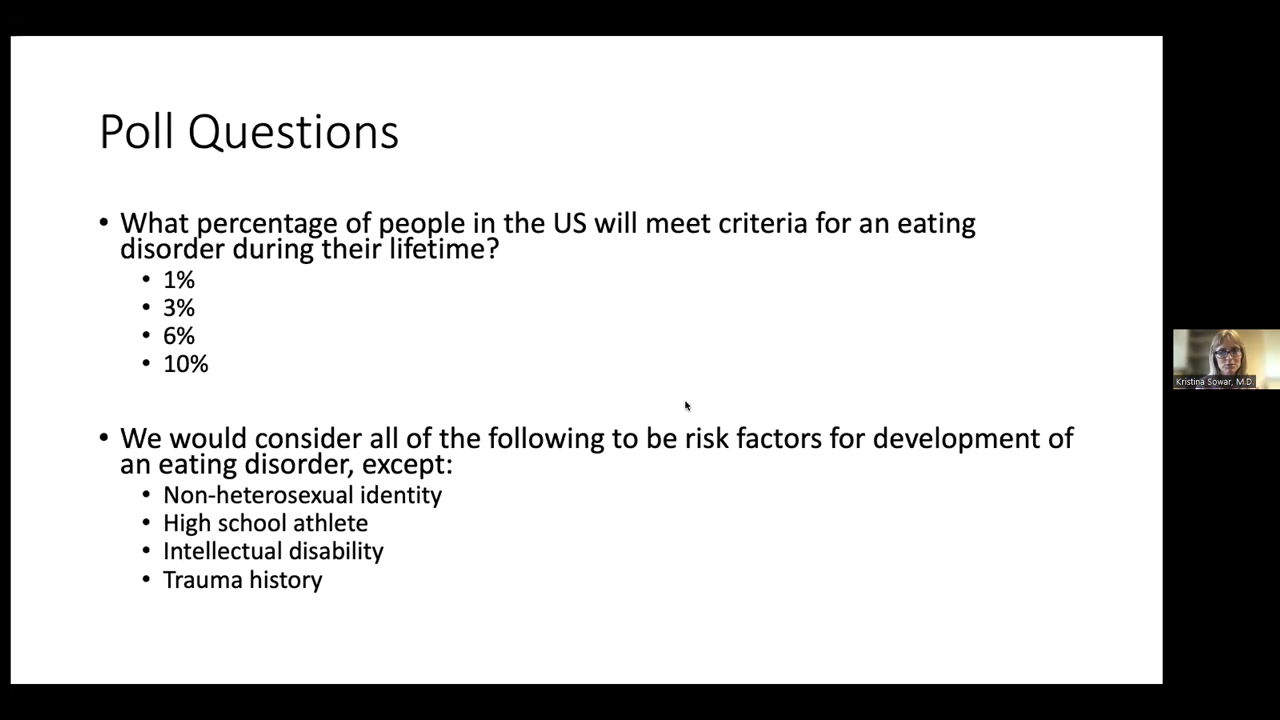 Poll Questions
• What percentage of people in the US will meet criteria for an eating
disorder during their lifetime?
• 1%
• 3%
• 6%
• 10%
• We would consider all of the following to be risk factors for development of
an eating disorder, except:
• Non-heterosexual identity
• High school athlete
• Intellectual disability
• Trauma history
Kristina Sowar, M.D.